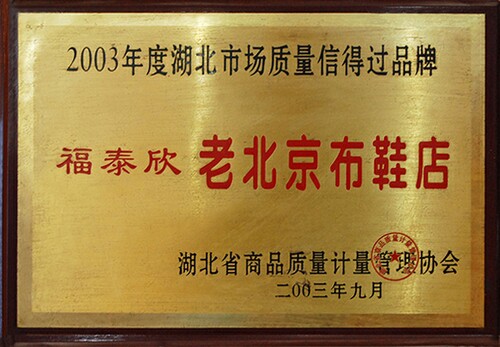 2003年度湖北市场质量信得过品牌
福泰欣 老北京布鞋店
湖北省商品质量计量管理协会
二00三年九月